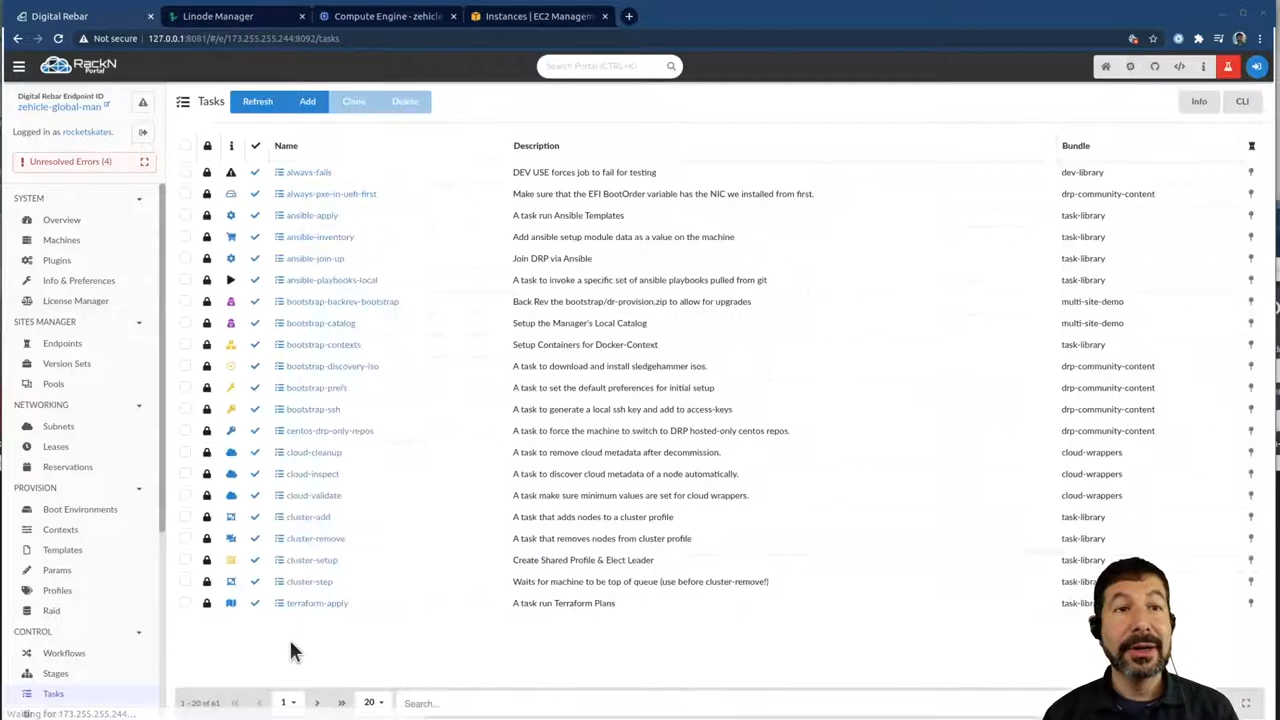 Digital Rebar
Linode Manager
Compute Engine - zehicle
Instances | EC2 Managem
Not secure
127.0.0.1:8081/#/e/173.255.255.244:8092/tasks
RackN
Portal
Search Portal (CTRL+K)
Digital Rebar Endpoint ID
zehicle-global-man
Logged in as rocketskates.
Unresolved Errors (4)
SYSTEM
Overview
Machines
Plugins
Info & Preferences
License Manager
SITES MANAGER
Endpoints
Version Sets
Pools
NETWORKING
Subnets
Leases
Reservations
PROVISION
Boot Environments
Contexts
Templates
Params
Profiles
Raid
CONTROL
Workflows
Stages
Tasks
Waiting for 173.255.255.244...
Tasks Refresh Add Clone Delete Info CLI
Name Description Bundle
always-fails DEV USE forces job to fail for testing dev-library
always-pxe-in-ueh-first Make sure that the EFI BootOrder variable has the NIC we installed from first. drp-community-content
ansible-apply A task run Ansible Templates task-library
ansible-inventory Add ansible setup module data as a value on the machine task-library
ansible-join-up Join DRP via Ansible task-library
ansible-playbooks-local A task to invoke a specific set of ansible playbooks pulled from git task-library
bootstrap-backrev-bootstrap Back Rev the bootstrap/dr-provision.zip to allow for upgrades multi-site-demo
bootstrap-catalog Setup the Manager's Local Catalog multi-site-demo
bootstrap-contexts Setup Containers for Docker-Context task-library
bootstrap-discovery-iso A task to download and install sledgehammer isos. drp-community-content
bootstrap-prefs A task to set the default preferences for initial setup drp-community-content
bootstrap-ssh A task to generate a local ssh key and add to access-keys drp-community-content
centos-drp-only-repos A task to force the machine to switch to DRP hosted-only centos repos. drp-community-content
cloud-cleanup A task to remove cloud metadata after decommission. cloud-wrappers
cloud-inspect A task to discover cloud metadata of a node automatically. cloud-wrappers
cloud-validate A task make sure minimum values are set for cloud wrappers. cloud-wrappers
cluster-add A task that adds nodes to a cluster profile task-library
cluster-remove A task that removes nodes from cluster profile task-library
cluster-setup Create Shared Profile & Elect Leader task-library
cluster-step Waits for machine to be top of queue (use before cluster-remove!) task-libra
terraform-apply A task run Terraform Plans task-libr
1 - 20 of 61 1 20 Search...